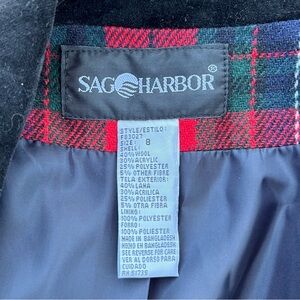 SAG HARBOR®
STYLE/ESTILO:
SIZE: 8
SHELL:
40% WOOL
30% ACRYLIC
25% POLYESTER
5% OTHER FIBRE
TELA EXTERIOR:
40% LANA
30% ACRILICA
25% POLIESTER
5% OTRA FIBRA
LINING:
100% POLYESTER
FORRO:
100% POLIESTER
MADE IN BANGLADESH
HECHO EN BANGLADESH
SEE REVERSE FOR CARE
VER AL DORSO PARA
CUIDADO